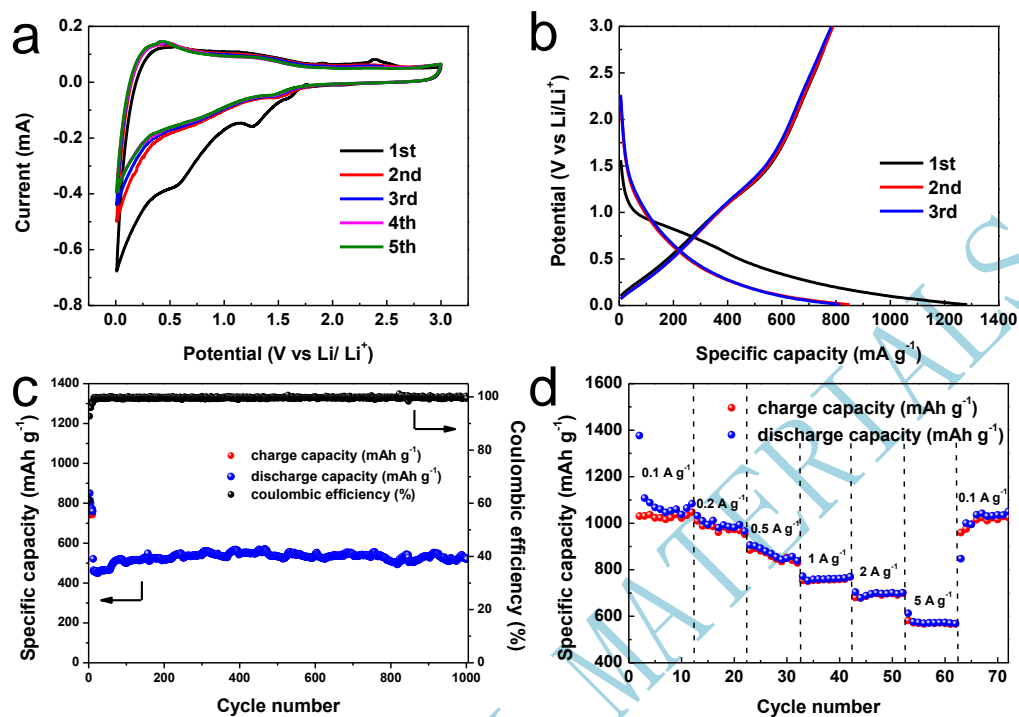 a
0.2
0.0
-0.2
-0.4
-0.6
-0.8
Current (mA)
1st
2nd
3rd
4th
5th
0.0 0.5 1.0 1.5 2.0 2.5 3.0
Potential (V vs Li/ Li⁺)
b
3.0
2.5
2.0
1.5
1.0
0.5
0.0
Potential (V vs Li/Li⁺)
1st
2nd
3rd
0 200 400 600 800 1000 1200 1400
Specific capacity (mA g⁻¹)
c
1400
1300
1200
1100
1000
900
800
700
600
500
400
300
200
100
0
Specific capacity (mAh g⁻¹)
charge capacity (mAh g⁻¹)
discharge capacity (mAh g⁻¹)
coulombic efficiency (%)
100
80
60
40
20
0
Coulombic efficiency (%)
0 200 400 600 800 1000
Cycle number
d
1600
1400
1200
1000
800
600
400
Specific capacity (mAh g⁻¹)
charge capacity (mAh g⁻¹)
discharge capacity (mAh g⁻¹)
0.1 A g⁻¹
0.2 A g⁻¹
0.5 A g⁻¹
1 A g⁻¹
2 A g⁻¹
5 A g⁻¹
0.1 A g⁻¹
0 10 20 30 40 50 60 70
Cycle number
MATERIALS